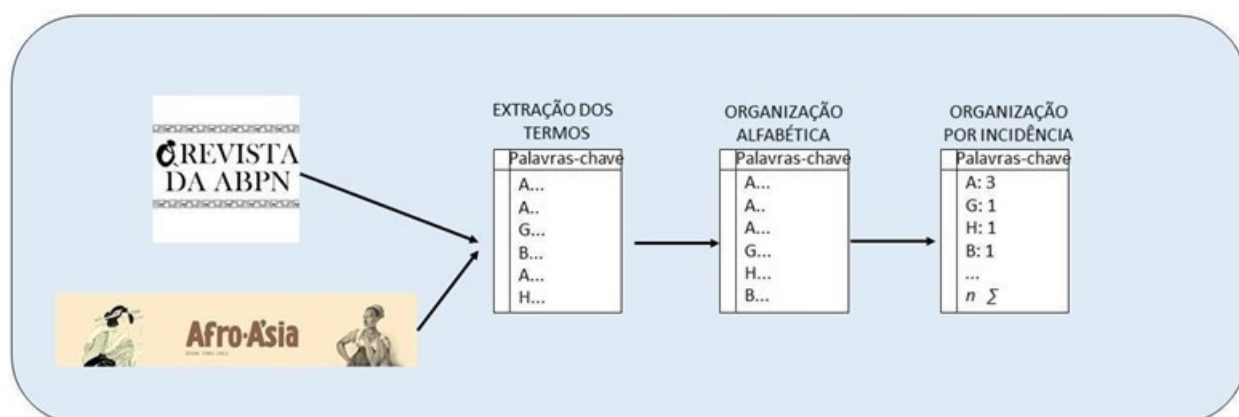 REVISTA
DA ABPN
Afro-Ásia
EXTRAÇÃO DOS
TERMOS
Palavras-chave
A...
A..
G...
B...
A...
H...
ORGANIZAÇÃO
ALFABÉTICA
Palavras-chave
A...
A..
A...
G...
H...
B...
ORGANIZAÇÃO
POR INCIDÊNCIA
Palavras-chave
A: 3
G: 1
H: 1
B: 1
...
n ∑